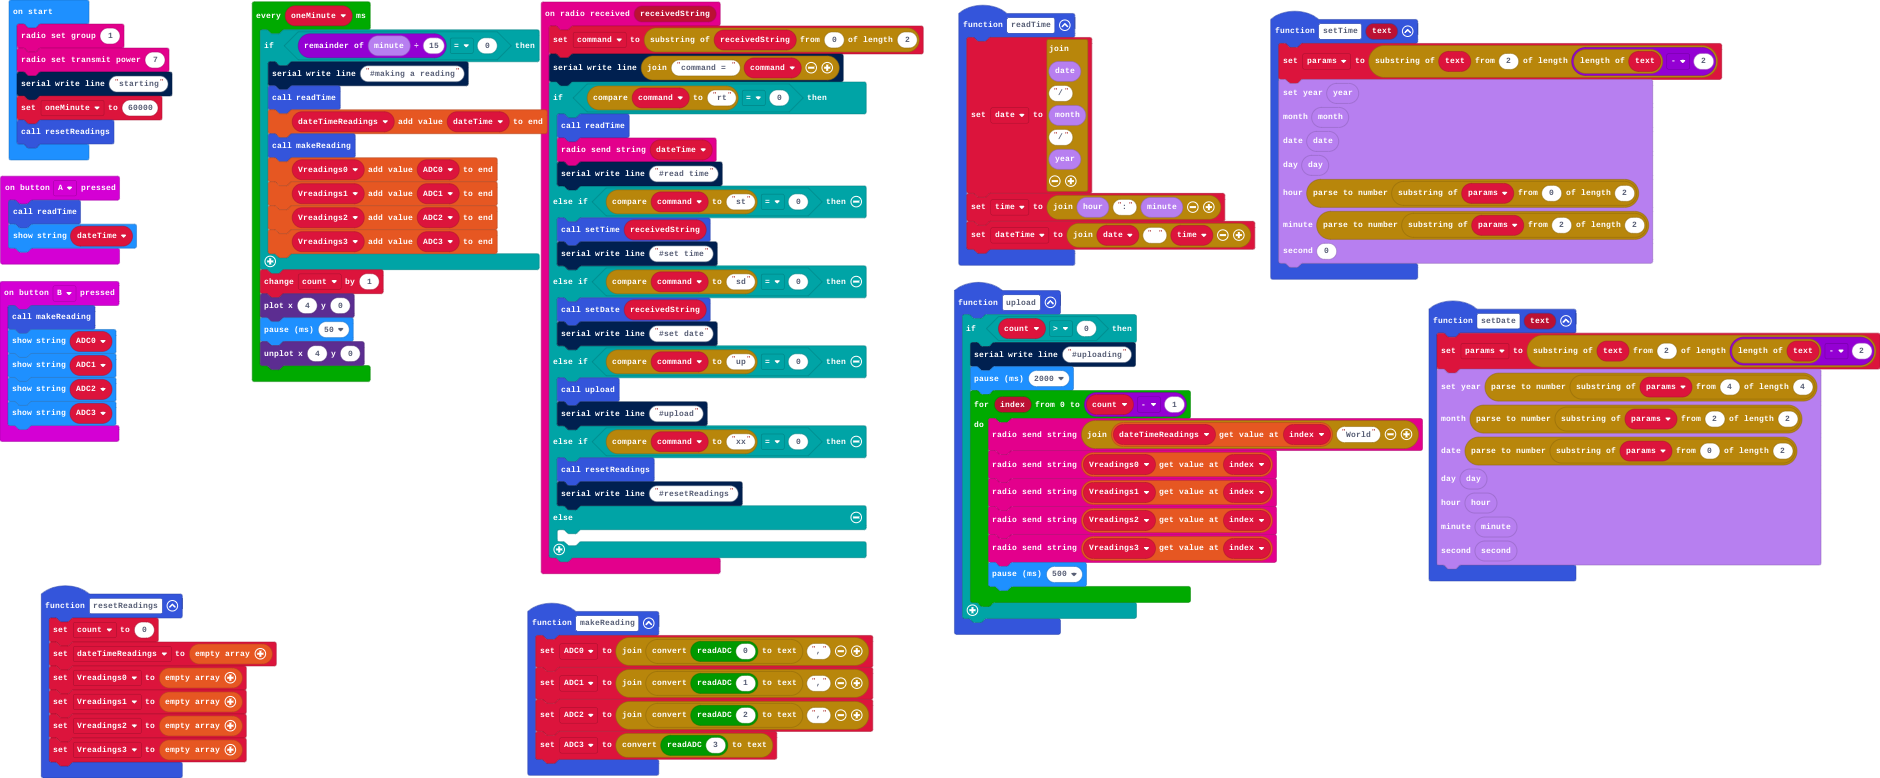 on start
radio set group 1
radio set transmit power 7
serial write line "starting"
set oneMinute to 60000
call resetReadings
on button A pressed
call readTime
show string dateTime
on button B pressed
call makeReading
show string ADC0
show string ADC1
show string ADC2
show string ADC3
every oneMinute ms
if remainder of minute ÷ 15 = 0 then
serial write line "#making a reading"
call readTime
dateTimeReadings add value dateTime to end
call makeReading
Vreadings0 add value ADC0 to end
Vreadings1 add value ADC1 to end
Vreadings2 add value ADC2 to end
Vreadings3 add value ADC3 to end
change count by 1
plot x 4 y 0
pause (ms) 50
unplot x 4 y 0
on radio received receivedString
set command to substring of receivedString from 0 of length 2
serial write line join "command = " command
if compare command to "rt" = 0 then
call readTime
radio send string dateTime
serial write line "#read time"
else if compare command to "st" = 0 then
call setTime receivedString
serial write line "#set time"
else if compare command to "sd" = 0 then
call setDate receivedString
serial write line "#set date"
else if compare command to "up" = 0 then
call upload
serial write line "#upload"
else if compare command to "xx" = 0 then
call resetReadings
serial write line "#resetReadings"
else
function readTime
set date to join date "/" month "/" year
set time to join hour ":" minute
set dateTime to join date " " time
function setTime text
set params to substring of text from 2 of length length of text - 2
set year year
month month
date date
day day
hour parse to number substring of params from 0 of length 2
minute parse to number substring of params from 2 of length 2
second 0
function upload
if count > 0 then
serial write line "#uploading"
pause (ms) 2000
for index from 0 to count - 1
do
radio send string join dateTimeReadings get value at index "World"
radio send string Vreadings0 get value at index
radio send string Vreadings1 get value at index
radio send string Vreadings2 get value at index
radio send string Vreadings3 get value at index
pause (ms) 500
function setDate text
set params to substring of text from 2 of length length of text - 2
set year parse to number substring of params from 4 of length 4
month parse to number substring of params from 2 of length 2
date parse to number substring of params from 0 of length 2
day day
hour hour
minute minute
second second
function resetReadings
set count to 0
set dateTimeReadings to empty array
set Vreadings0 to empty array
set Vreadings1 to empty array
set Vreadings2 to empty array
set Vreadings3 to empty array
function makeReading
set ADC0 to join convert readADC 0 to text ","
set ADC1 to join convert readADC 1 to text ","
set ADC2 to join convert readADC 2 to text ","
set ADC3 to convert readADC 3 to text